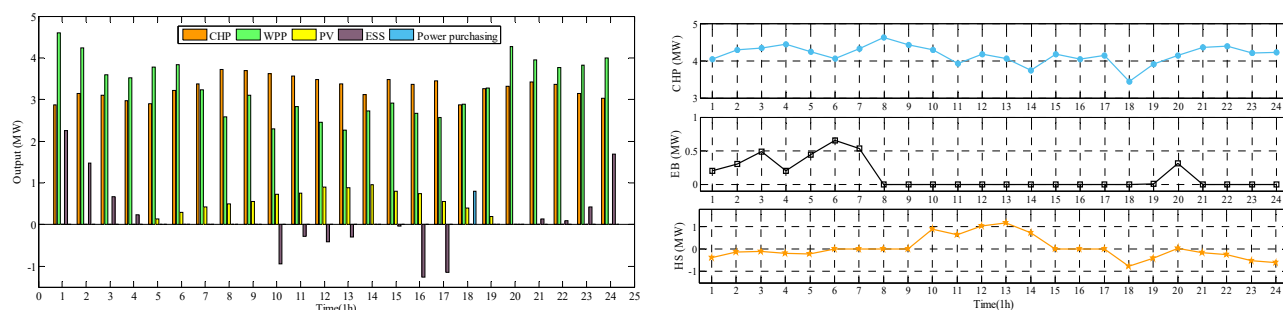 5
4
3
2
1
0
-1
Output (MW)
CHP WPP PV ESS Power purchasing
0 1 2 3 4 5 6 7 8 9 10 11 12 13 14 15 16 17 18 19 20 21 22 23 24 25
Time(1h)
5
4
3
CHP (MW)
1 2 3 4 5 6 7 8 9 10 11 12 13 14 15 16 17 18 19 20 21 22 23 24
1
0.5
0
EB (MW)
1 2 3 4 5 6 7 8 9 10 11 12 13 14 15 16 17 18 19 20 21 22 23 24
1
0
-1
HS (MW)
1 2 3 4 5 6 7 8 9 10 11 12 13 14 15 16 17 18 19 20 21 22 23 24
Time(1h)